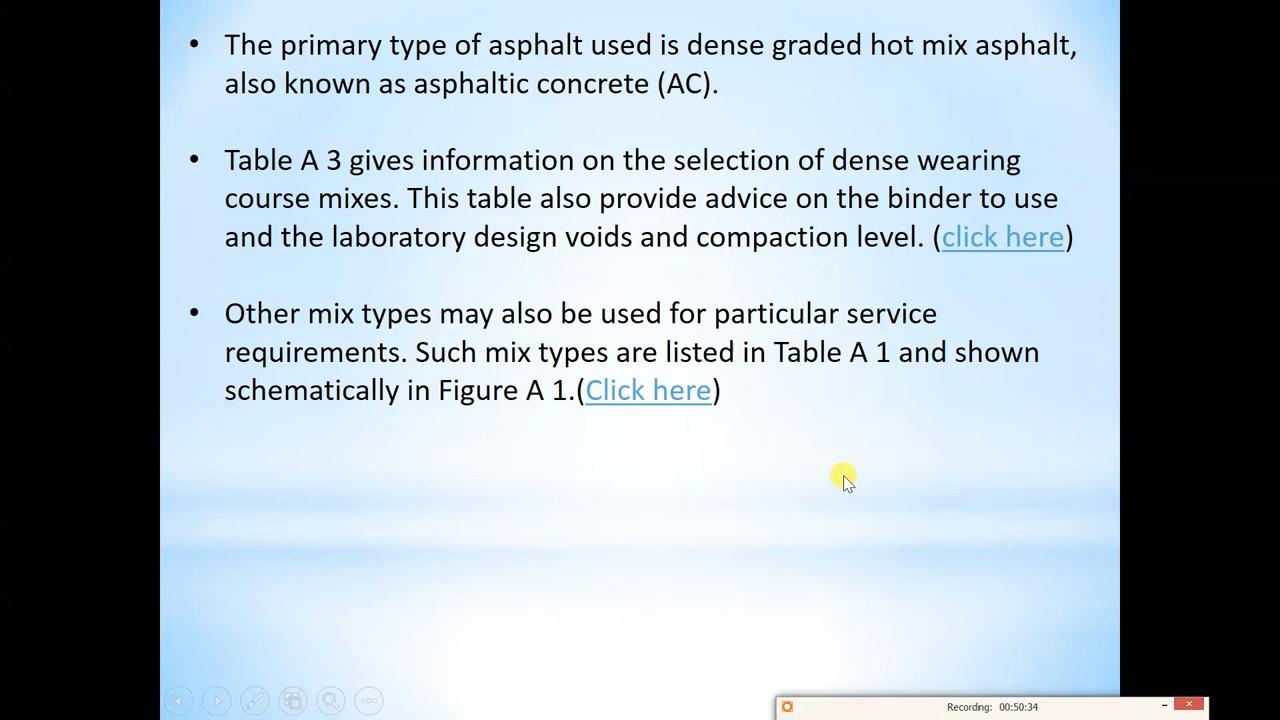 • The primary type of asphalt used is dense graded hot mix asphalt,
also known as asphaltic concrete (AC).
• Table A 3 gives information on the selection of dense wearing
course mixes. This table also provide advice on the binder to use
and the laboratory design voids and compaction level. (click here)
• Other mix types may also be used for particular service
requirements. Such mix types are listed in Table A 1 and shown
schematically in Figure A 1.(Click here)
Recording: 00:50:34